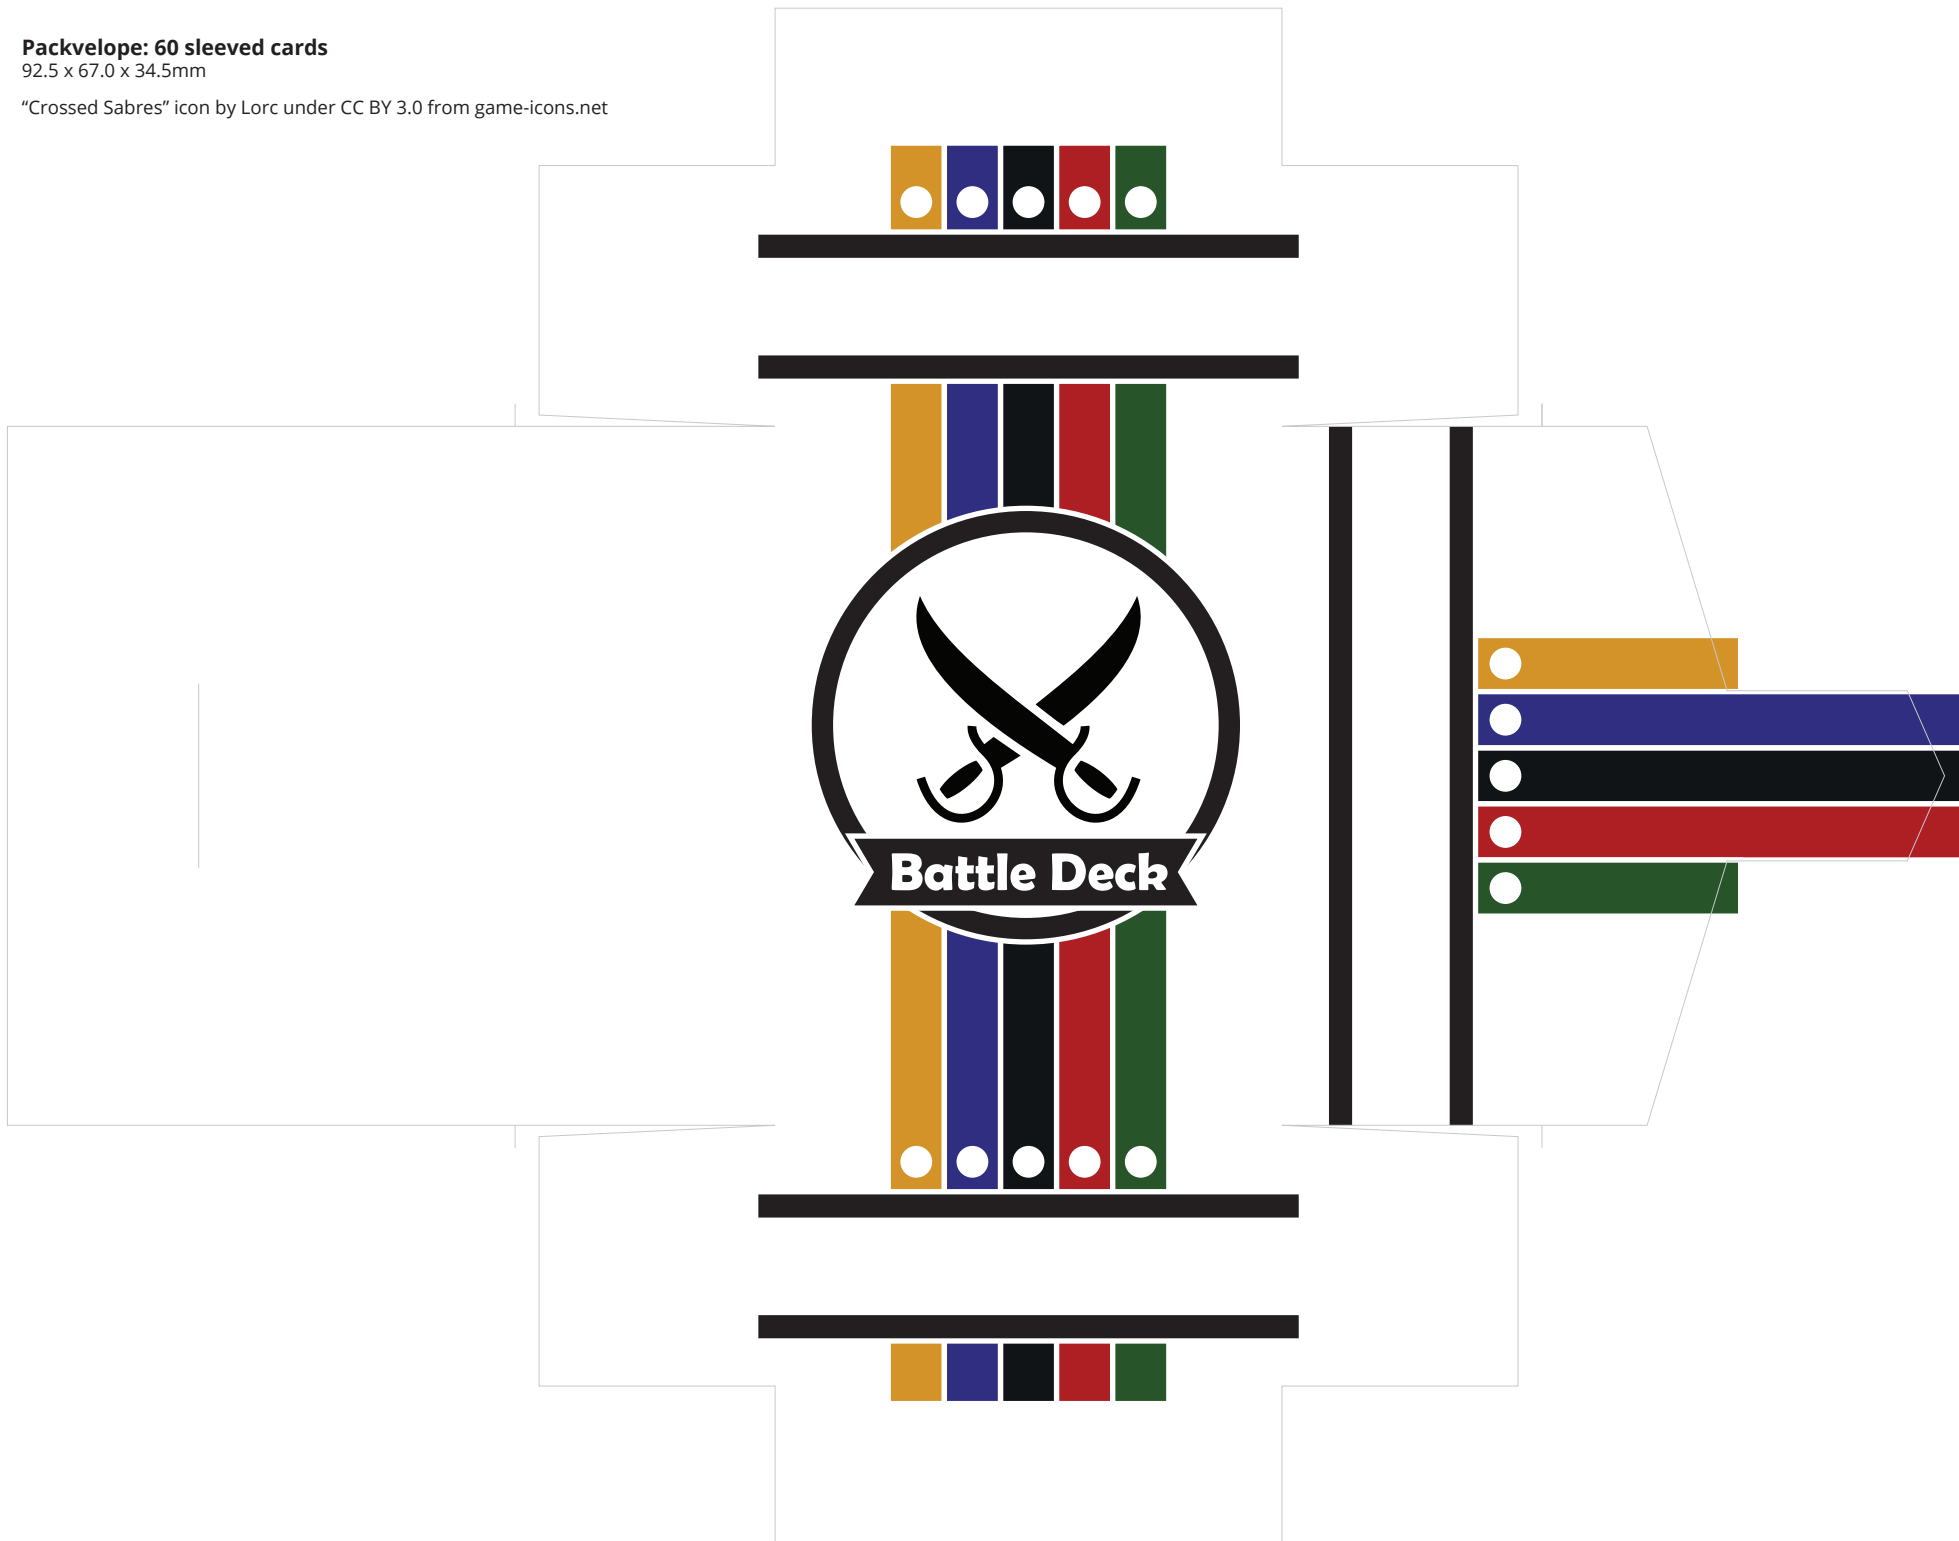 Packvelope: 60 sleeved cards
92.5 x 67.0 x 34.5mm
“Crossed Sabres” icon by Lorc under CC BY 3.0 from game-icons.net
Battle Deck